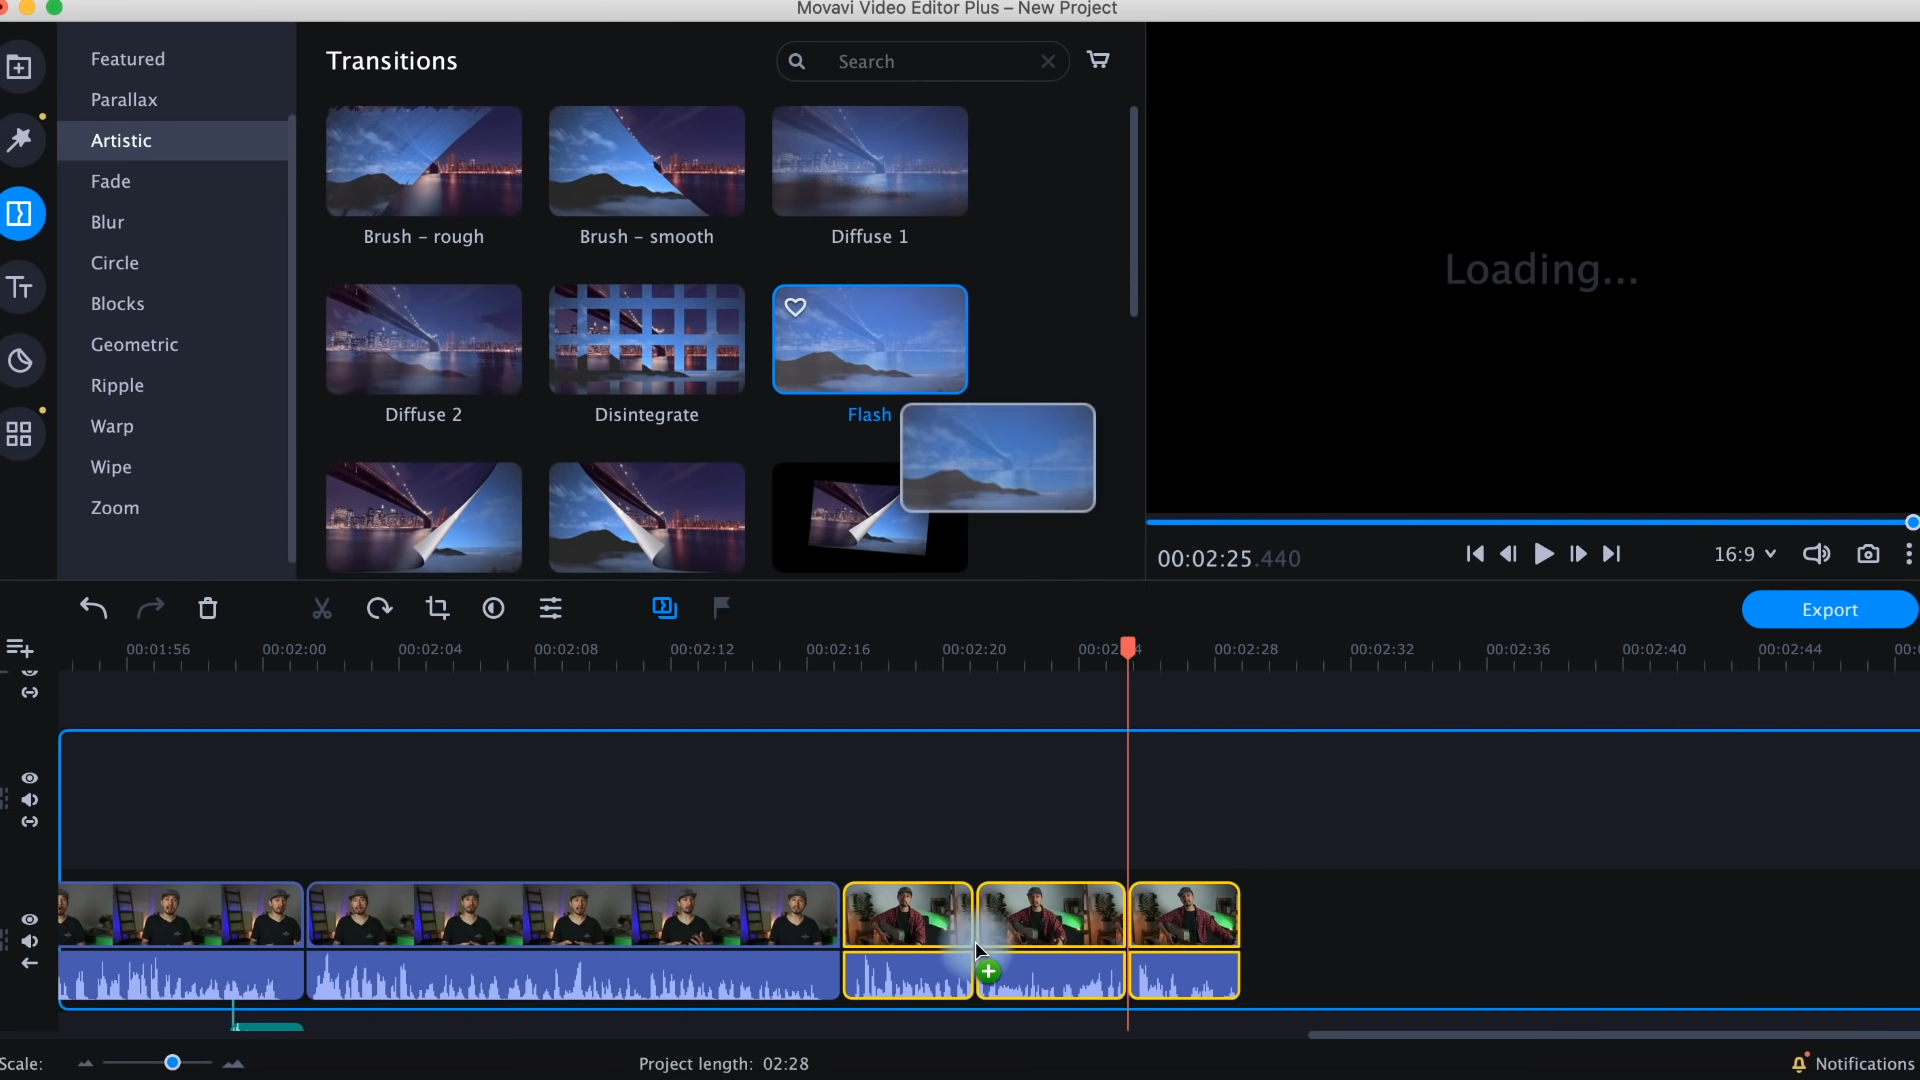 Movavi Video Editor Plus – New Project
Featured
Parallax
Artistic
Fade
Blur
Circle
Blocks
Geometric
Ripple
Warp
Wipe
Zoom
Transitions
Search
Brush – rough
Brush – smooth
Diffuse 1
Diffuse 2
Disintegrate
Flash
Loading...
00:02:25.440
16:9
Export
00:01:56
00:02:00
00:02:04
00:02:08
00:02:12
00:02:16
00:02:20
00:02:24
00:02:28
00:02:32
00:02:36
00:02:40
00:02:44
00:
Scale:
Project length: 02:28
Notifications